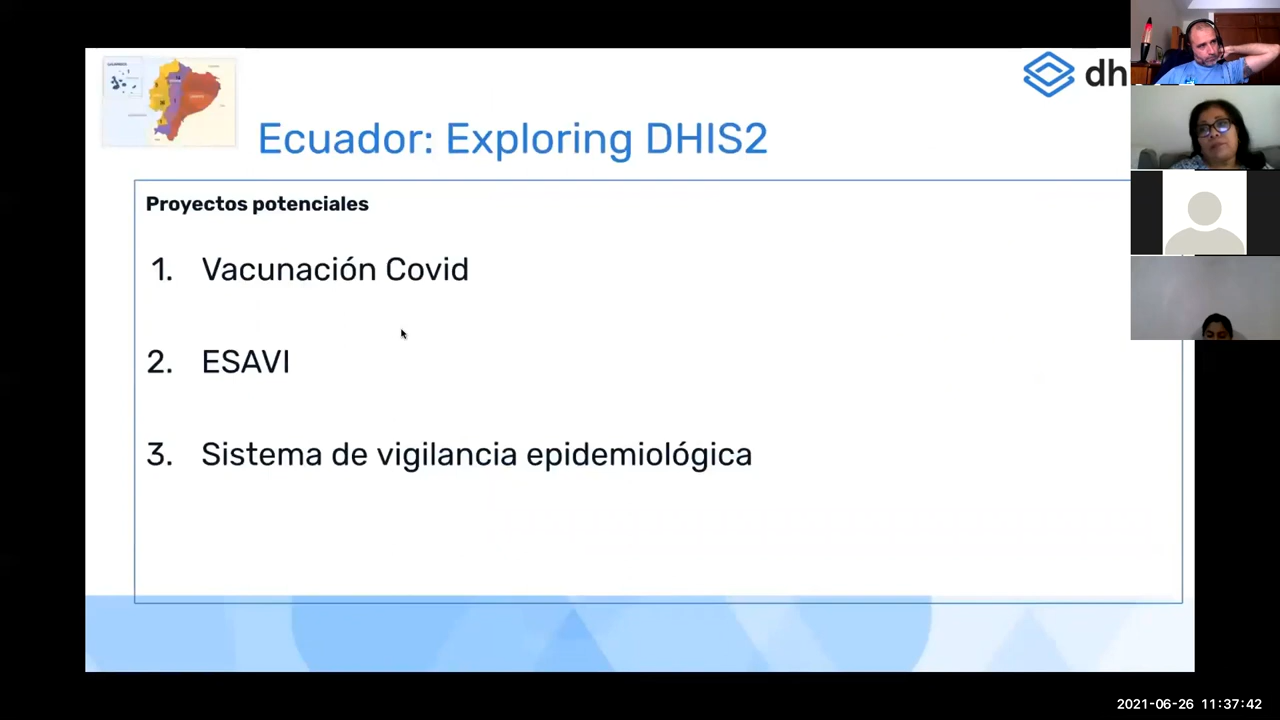 dh
Ecuador: Exploring DHIS2
Proyectos potenciales
1. Vacunación Covid
2. ESAVI
3. Sistema de vigilancia epidemiológica
2021-06-26 11:37:42